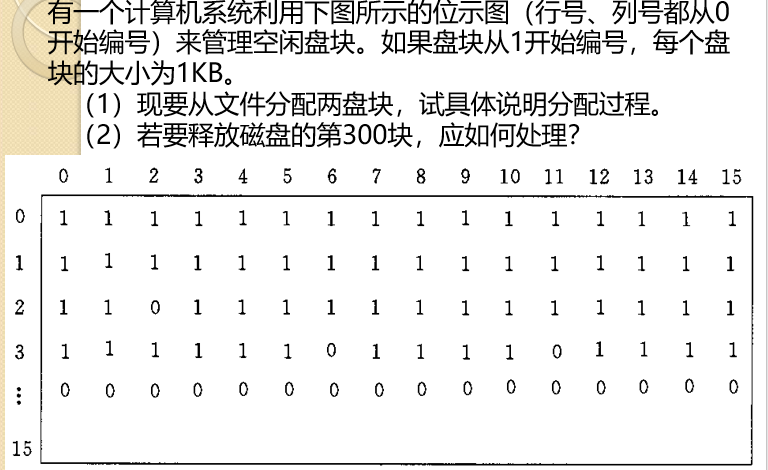 有一个计算机系统利用下图所示的位示图（行号、列号都从0
开始编号）来管理空闲盘块。如果盘块从1开始编号，每个盘
块的大小为1KB。
（1）现要从文件分配两盘块，试具体说明分配过程。
（2）若要释放磁盘的第300块，应如何处理？
0 1 2 3 4 5 6 7 8 9 10 11 12 13 14 15
0 1 1 1 1 1 1 1 1 1 1 1 1 1 1 1 1
1 1 1 1 1 1 1 1 1 1 1 1 1 1 1 1 1
2 1 1 0 1 1 1 1 1 1 1 1 1 1 1 1 1
3 1 1 1 1 1 1 0 1 1 1 1 0 1 1 1 1
⋮ 0 0 0 0 0 0 0 0 0 0 0 0 0 0 0 0
15